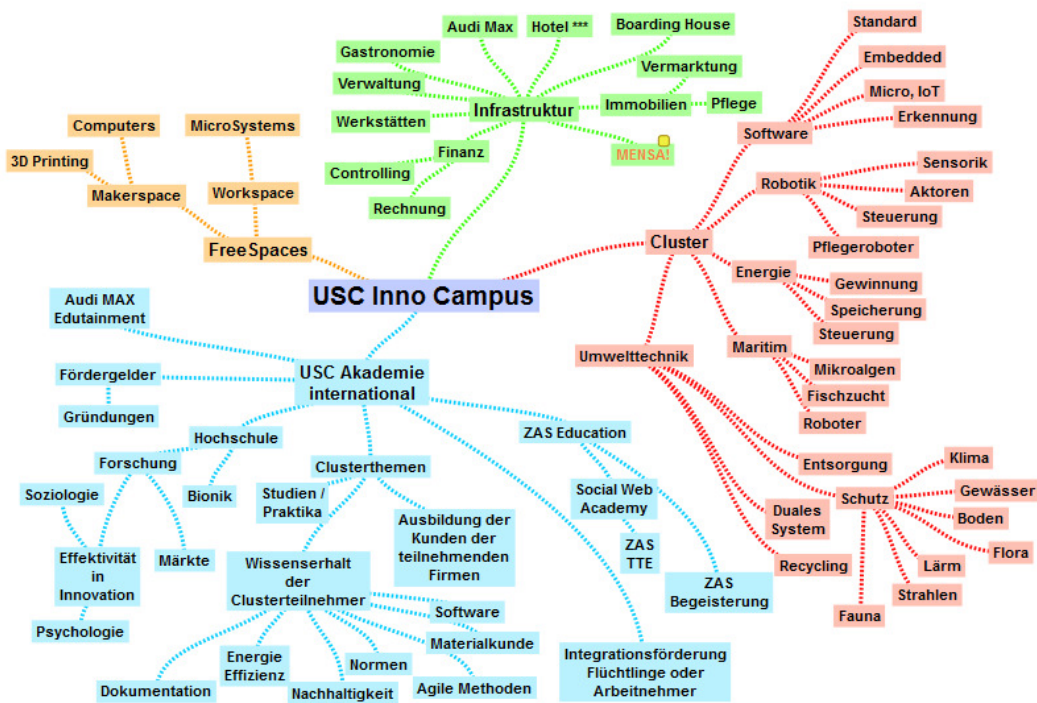 Audi Max
Hotel ***
Boarding House
Gastronomie
Vermarktung
Verwaltung
Infrastruktur
Immobilien
Pflege
Werkstätten
MENSA!
Finanz
Controlling
Rechnung
Computers
MicroSystems
3D Printing
Makerspace
Workspace
FreeSpaces
Standard
Embedded
Micro, IoT
Erkennung
Software
Sensorik
Robotik
Aktoren
Steuerung
Pflegeroboter
Cluster
Energie
Gewinnung
Speicherung
Steuerung
Maritim
Mikroalgen
Fischzucht
Roboter
Umwelttechnik
Entsorgung
Klima
Schutz
Gewässer
Boden
Flora
Lärm
Strahlen
Fauna
Duales
System
Recycling
USC Inno Campus
Audi MAX
Edutainment
USC Akademie
international
Fördergelder
Gründungen
Hochschule
Forschung
Bionik
Soziologie
Effektivität
in
Innovation
Märkte
Psychologie
Clusterthemen
Studien /
Praktika
Ausbildung der
Kunden der
teilnehmenden
Firmen
Wissenserhalt
der
Clusterteilnehmer
Software
Materialkunde
Agile Methoden
Normen
Nachhaltigkeit
Energie
Effizienz
Dokumentation
ZAS Education
Social Web
Academy
ZAS
TTE
ZAS
Begeisterung
Integrationsförderung
Flüchtlinge oder
Arbeitnehmer